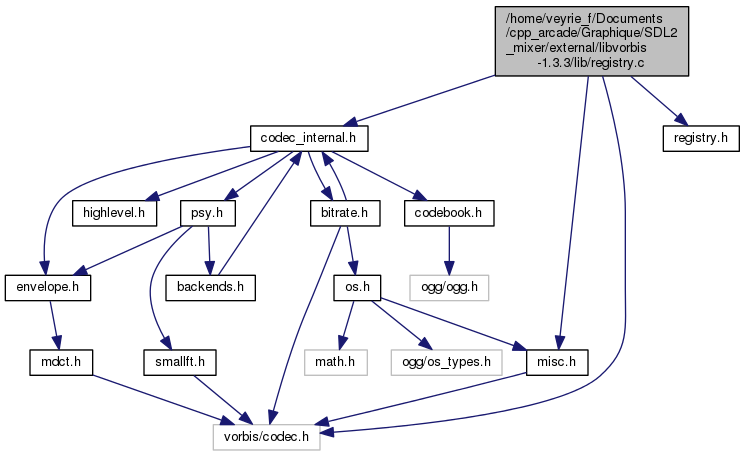 /home/veyrie_f/Documents
/cpp_arcade/Graphique/SDL2
_mixer/external/libvorbis
-1.3.3/lib/registry.c
codec_internal.h
registry.h
highlevel.h
psy.h
bitrate.h
codebook.h
envelope.h
backends.h
os.h
ogg/ogg.h
mdct.h
smallft.h
math.h
ogg/os_types.h
misc.h
vorbis/codec.h